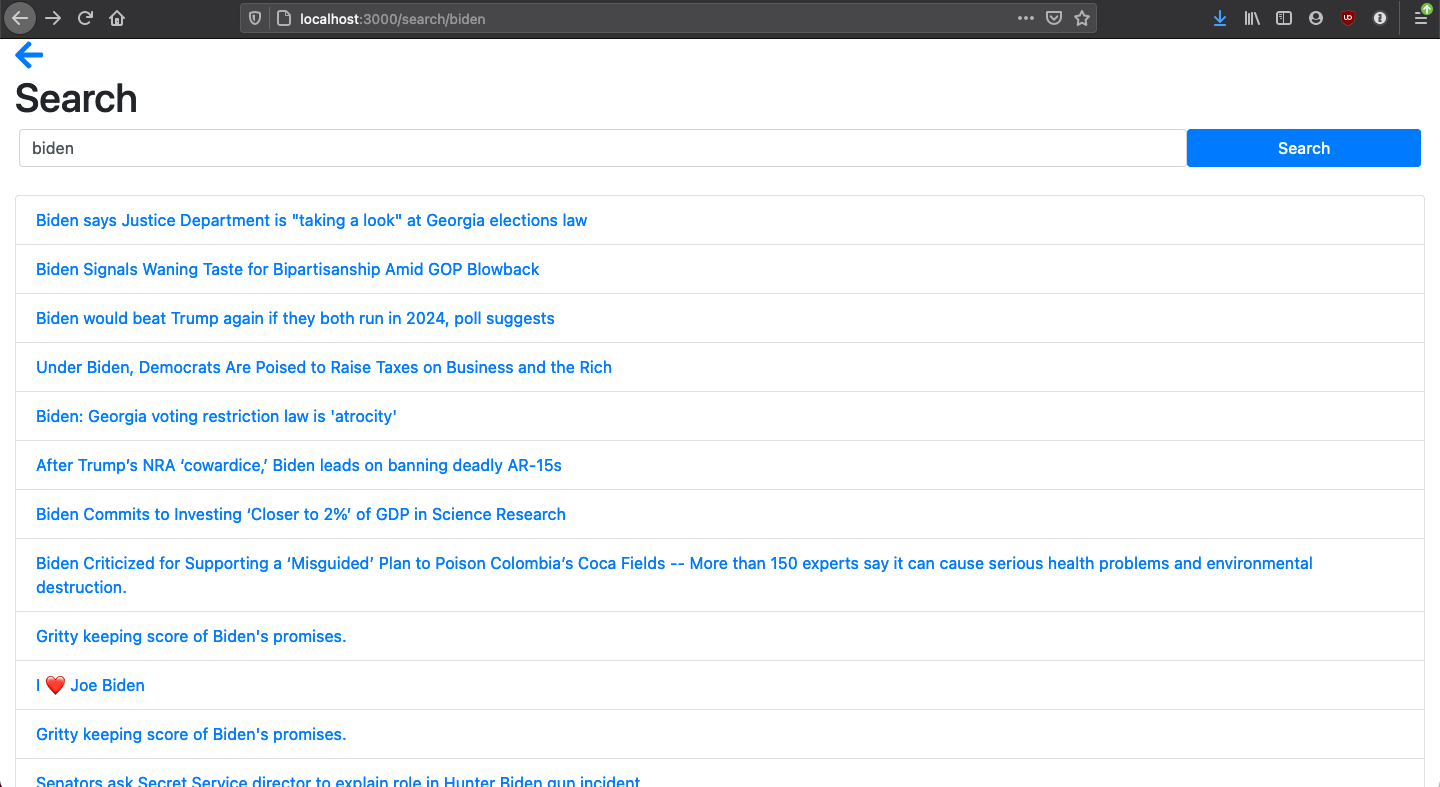 localhost:3000/search/biden
Search
biden
Search
Biden says Justice Department is "taking a look" at Georgia elections law
Biden Signals Waning Taste for Bipartisanship Amid GOP Blowback
Biden would beat Trump again if they both run in 2024, poll suggests
Under Biden, Democrats Are Poised to Raise Taxes on Business and the Rich
Biden: Georgia voting restriction law is 'atrocity'
After Trump’s NRA ‘cowardice,’ Biden leads on banning deadly AR-15s
Biden Commits to Investing ‘Closer to 2%’ of GDP in Science Research
Biden Criticized for Supporting a ‘Misguided’ Plan to Poison Colombia’s Coca Fields -- More than 150 experts say it can cause serious health problems and environmental
destruction.
Gritty keeping score of Biden's promises.
I ❤️ Joe Biden
Gritty keeping score of Biden's promises.
Senators ask Secret Service director to explain role in Hunter Biden gun incident